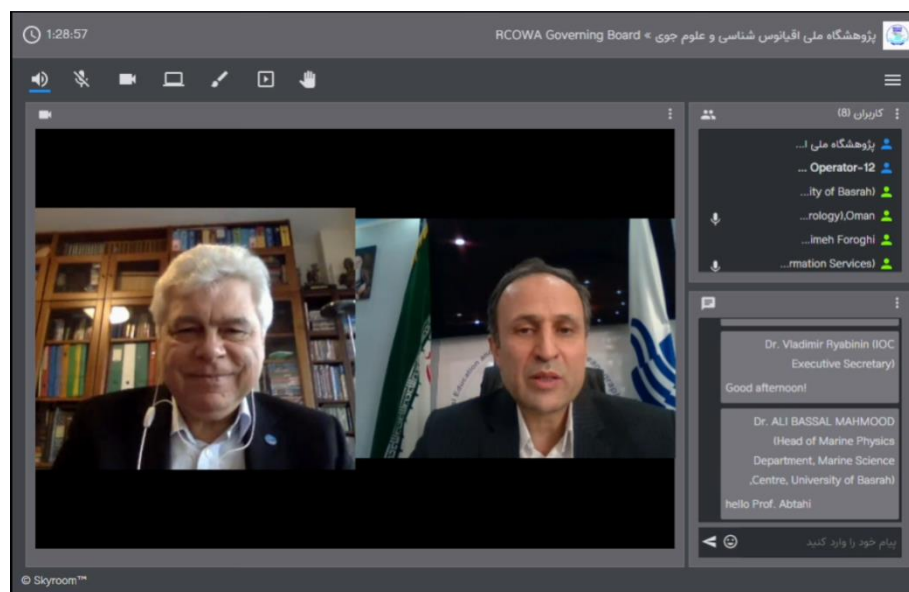 1:28:57
پژوهشگاه ملی اقیانوس شناسی و علوم جوی » RCOWA Governing Board
کاربران (8)
پژوهشگاه ملی ا...
Operator-12 ...
...ity of Basrah)
...rology),Oman
...imeh Foroghi
...rmation Services)
Dr. Vladimir Ryabinin (IOC
Executive Secretary)
Good afternoon!
Dr. ALI BASSAL MAHMOOD
(Head of Marine Physics
Department, Marine Science
,Centre, University of Basrah)
hello Prof. Abtahi
پیام خود را وارد کنید
© Skyroom™